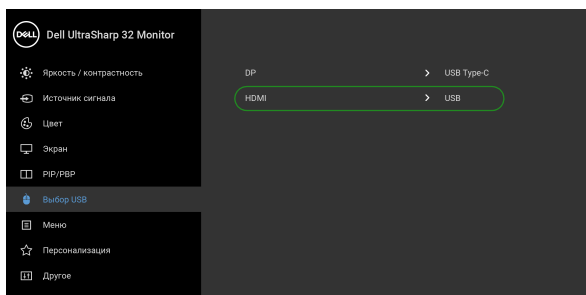 DELL
Dell UltraSharp 32 Monitor
Яркость / контрастность
Источник сигнала
Цвет
Экран
PIP/PBP
Выбор USB
Меню
Персонализация
Другое
DP > USB Type-C
HDMI > USB